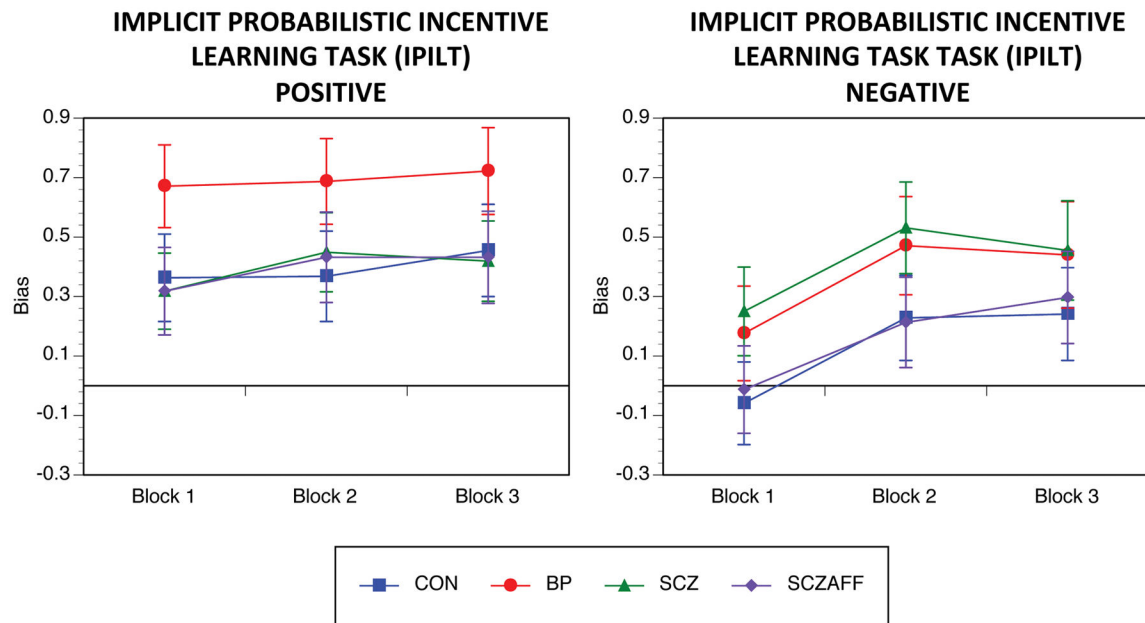 IMPLICIT PROBABILISTIC INCENTIVE
LEARNING TASK (IPILT)
POSITIVE
0.9
0.7
0.5
0.3
0.1
-0.1
-0.3
Bias
Block 1
Block 2
Block 3
IMPLICIT PROBABILISTIC INCENTIVE
LEARNING TASK TASK (IPILT)
NEGATIVE
0.9
0.7
0.5
0.3
0.1
-0.1
-0.3
Bias
Block 1
Block 2
Block 3
CON
BP
SCZ
SCZAFF